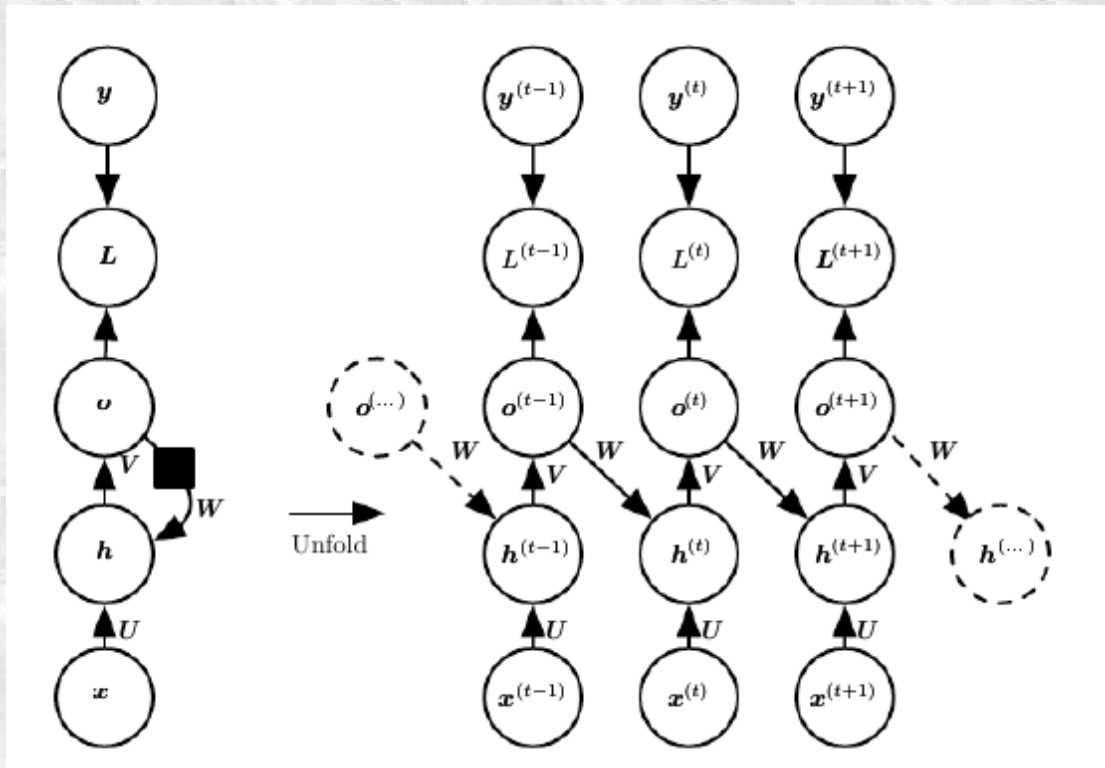 y y^(t−1) y^(t) y^(t+1)
L L^(t−1) L^(t) L^(t+1)
o o^(...) o^(t−1) o^(t) o^(t+1)
W W W W
V V V V
W
h Unfold h^(t−1) h^(t) h^(t+1) h^(...)
U U U U
x x^(t−1) x^(t) x^(t+1)